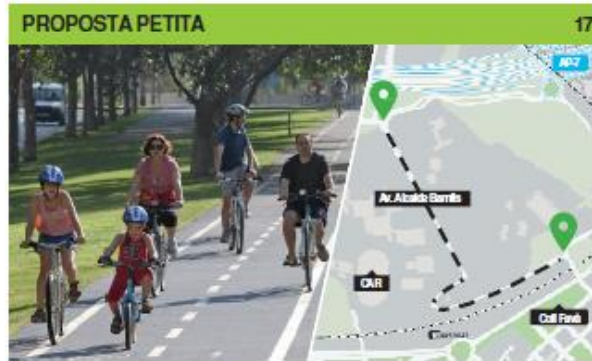 PROPOSTA PETITA
17
AP-7
Av. Alcalde Barnils
CAR
Coll Favà